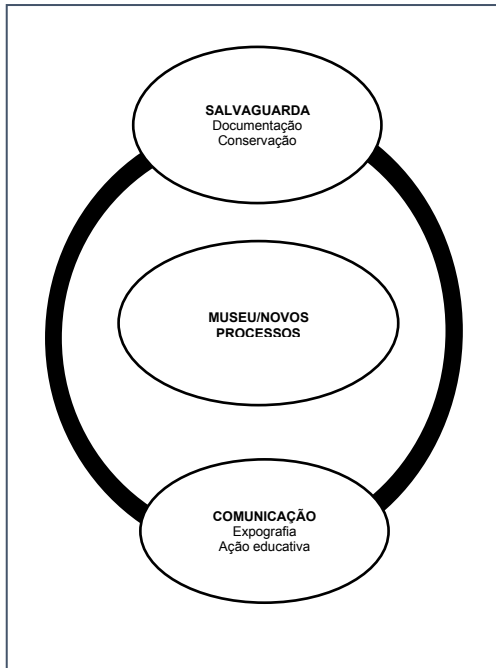 SALVAGUARDA
Documentação
Conservação
MUSEU/NOVOS
PROCESSOS
COMUNICAÇÃO
Expografia
Ação educativa